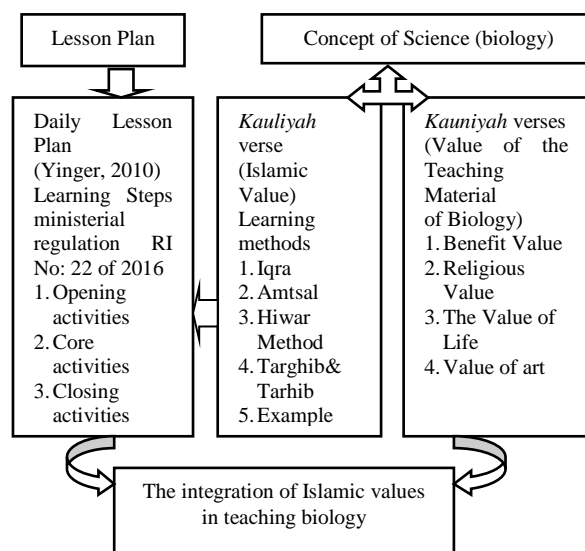 Lesson Plan
Concept of Science (biology)
Daily Lesson
Plan
(Yinger, 2010)
Learning Steps
ministerial
regulation RI
No: 22 of 2016
1. Opening
activities
2. Core
activities
3. Closing
activities
Kauliyah
verse
(Islamic
Value)
Learning
methods
1. Iqra
2. Amtsal
3. Hiwar
Method
4. Targhib&
Tarhib
5. Example
Kauniyah verses
(Value of the
Teaching
Material
of Biology)
1. Benefit Value
2. Religious
Value
3. The Value of
Life
4. Value of art
The integration of Islamic values
in teaching biology